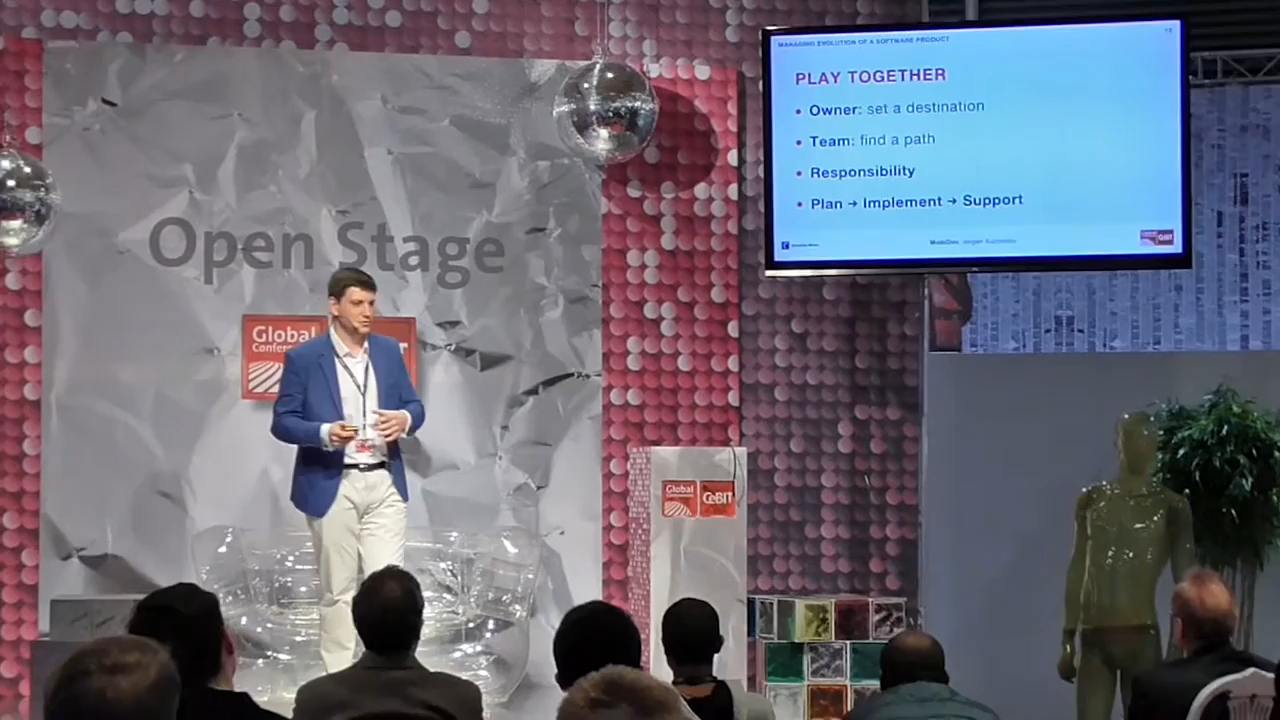 MANAGING EVOLUTION OF A SOFTWARE PRODUCT
PLAY TOGETHER
• Owner: set a destination
• Team: find a path
• Responsibility
• Plan → Implement → Support
Open Stage
Global
Global
CeBIT